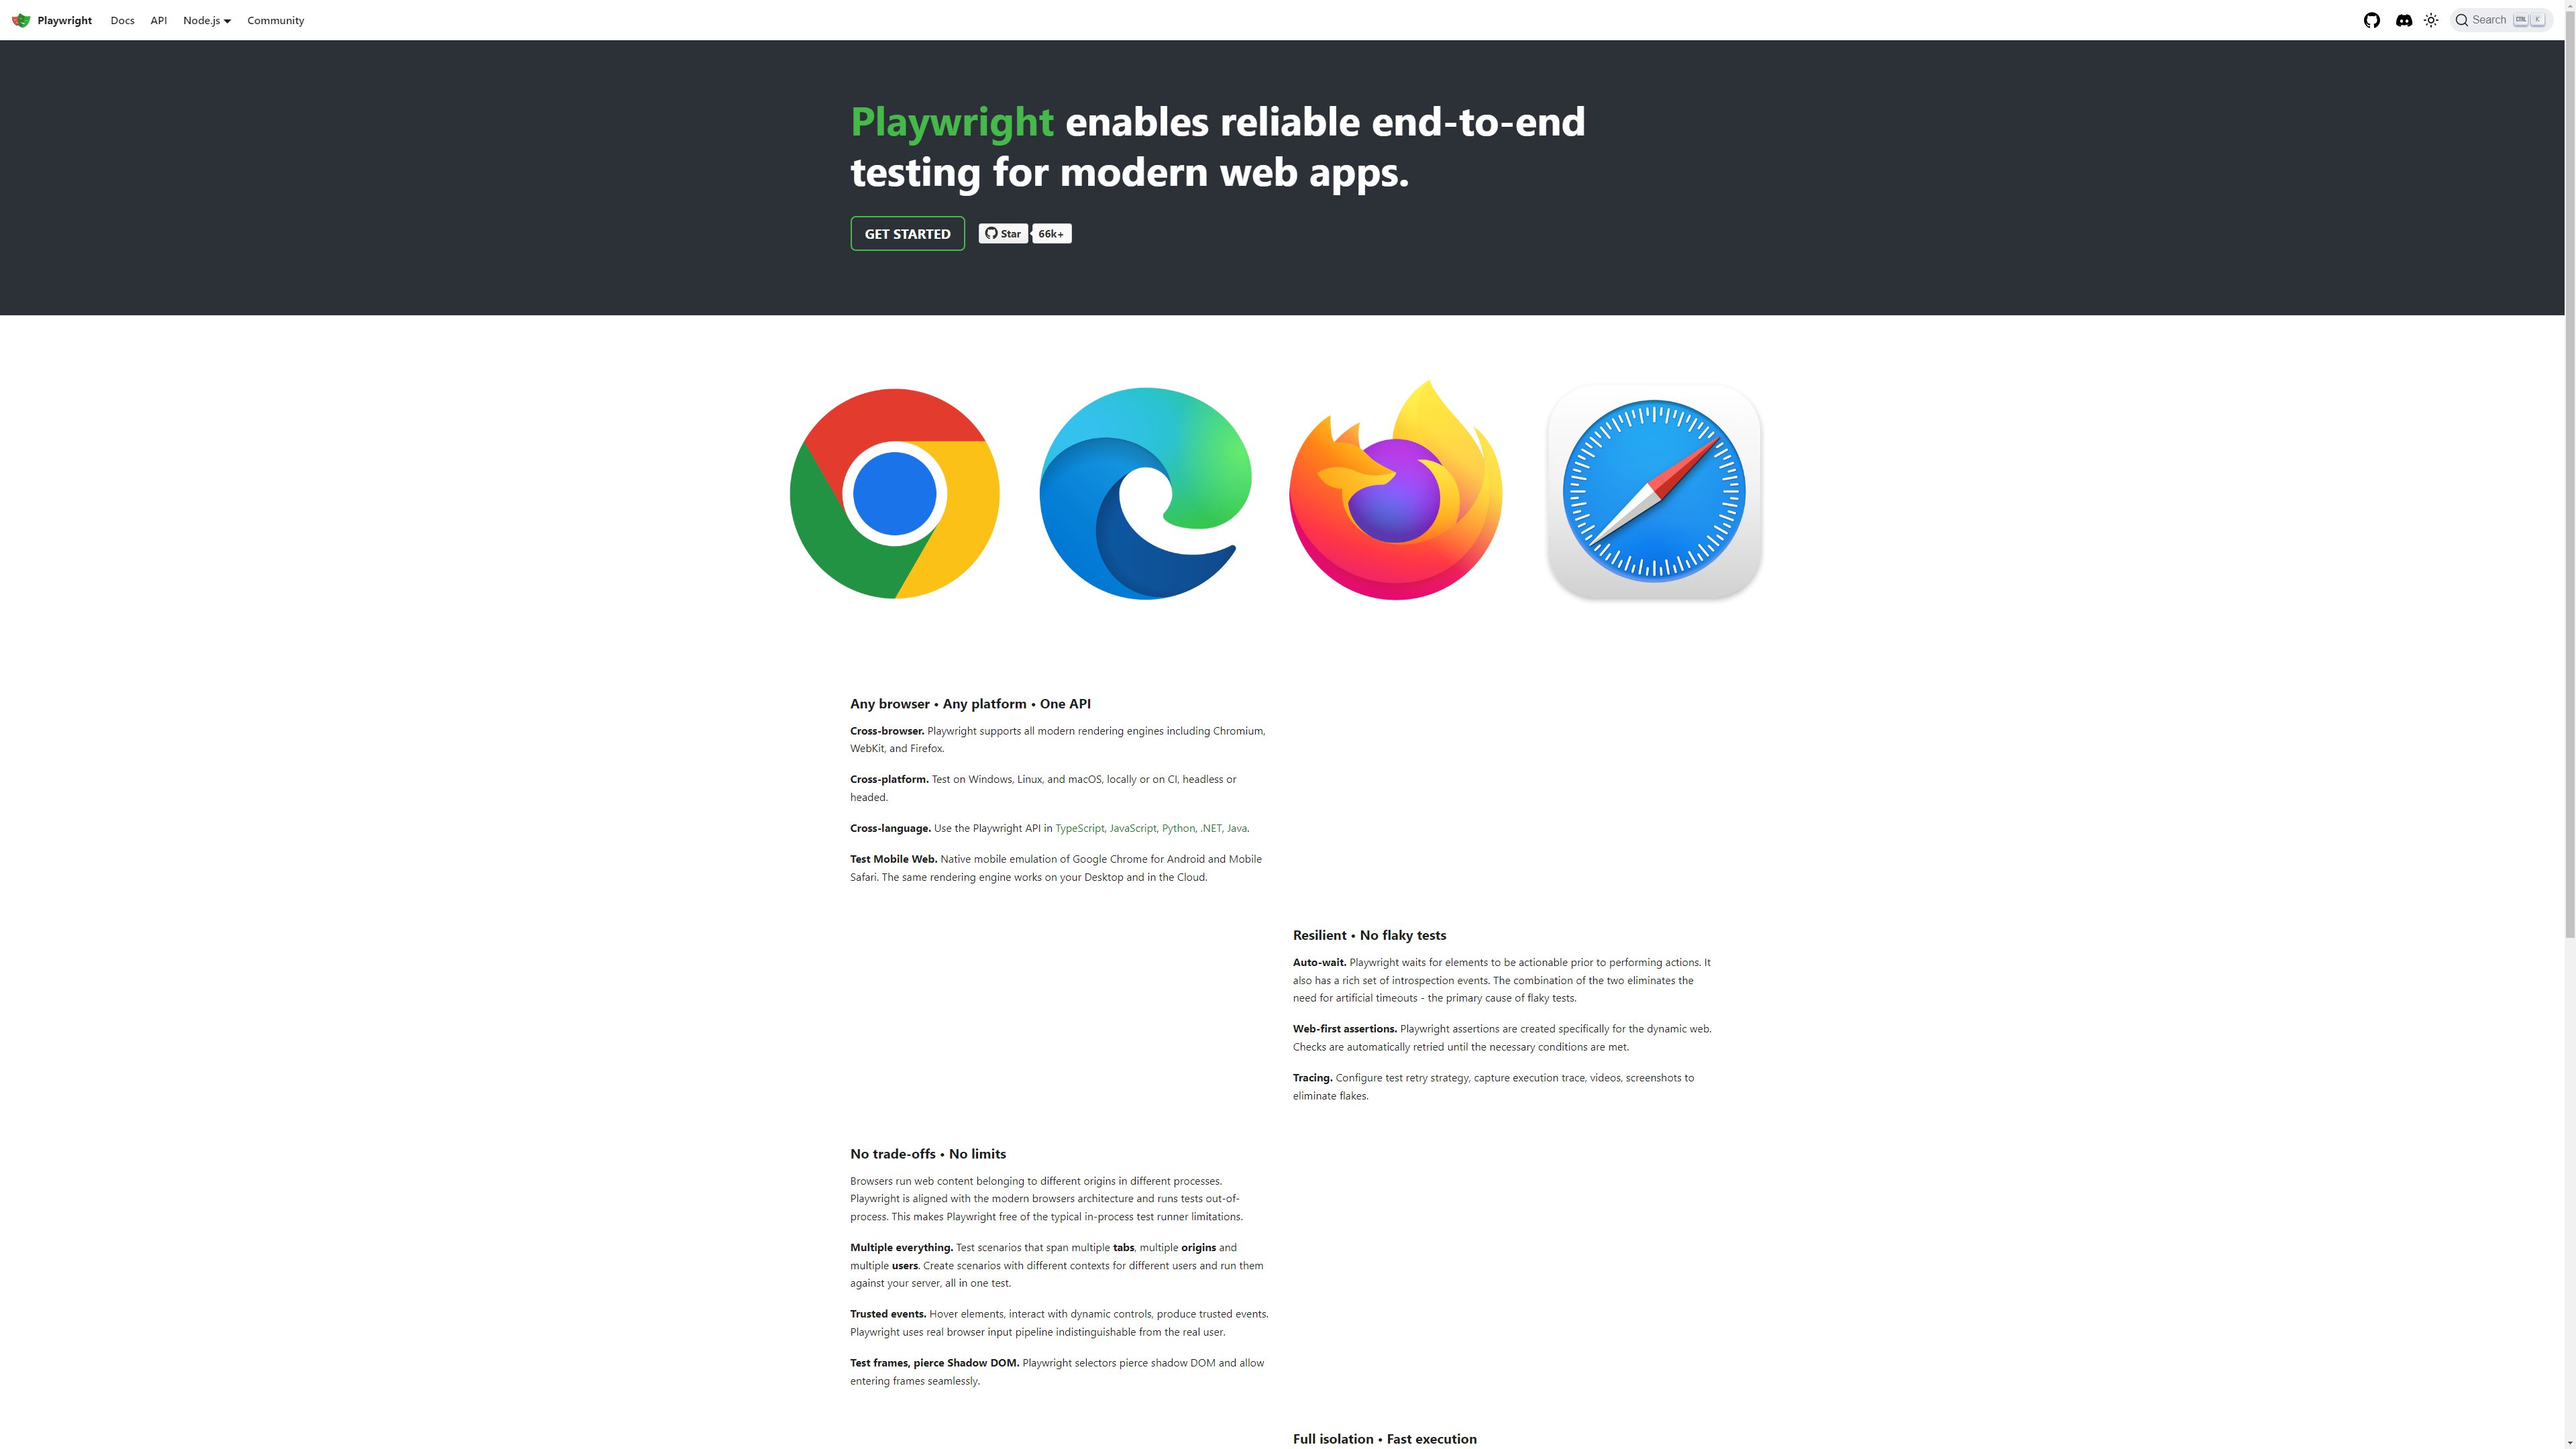 Playwright Docs API Node.js Community Search CTRL K
Playwright enables reliable end-to-end
testing for modern web apps.
GET STARTED Star 66k+
Any browser • Any platform • One API
Cross-browser. Playwright supports all modern rendering engines including Chromium,
WebKit, and Firefox.
Cross-platform. Test on Windows, Linux, and macOS, locally or on CI, headless or
headed.
Cross-language. Use the Playwright API in TypeScript, JavaScript, Python, .NET, Java.
Test Mobile Web. Native mobile emulation of Google Chrome for Android and Mobile
Safari. The same rendering engine works on your Desktop and in the Cloud.
Resilient • No flaky tests
Auto-wait. Playwright waits for elements to be actionable prior to performing actions. It
also has a rich set of introspection events. The combination of the two eliminates the
need for artificial timeouts - the primary cause of flaky tests.
Web-first assertions. Playwright assertions are created specifically for the dynamic web.
Checks are automatically retried until the necessary conditions are met.
Tracing. Configure test retry strategy, capture execution trace, videos, screenshots to
eliminate flakes.
No trade-offs • No limits
Browsers run web content belonging to different origins in different processes.
Playwright is aligned with the modern browsers architecture and runs tests out-of-
process. This makes Playwright free of the typical in-process test runner limitations.
Multiple everything. Test scenarios that span multiple tabs, multiple origins and
multiple users. Create scenarios with different contexts for different users and run them
against your server, all in one test.
Trusted events. Hover elements, interact with dynamic controls, produce trusted events.
Playwright uses real browser input pipeline indistinguishable from the real user.
Test frames, pierce Shadow DOM. Playwright selectors pierce shadow DOM and allow
entering frames seamlessly.
Full isolation • Fast execution